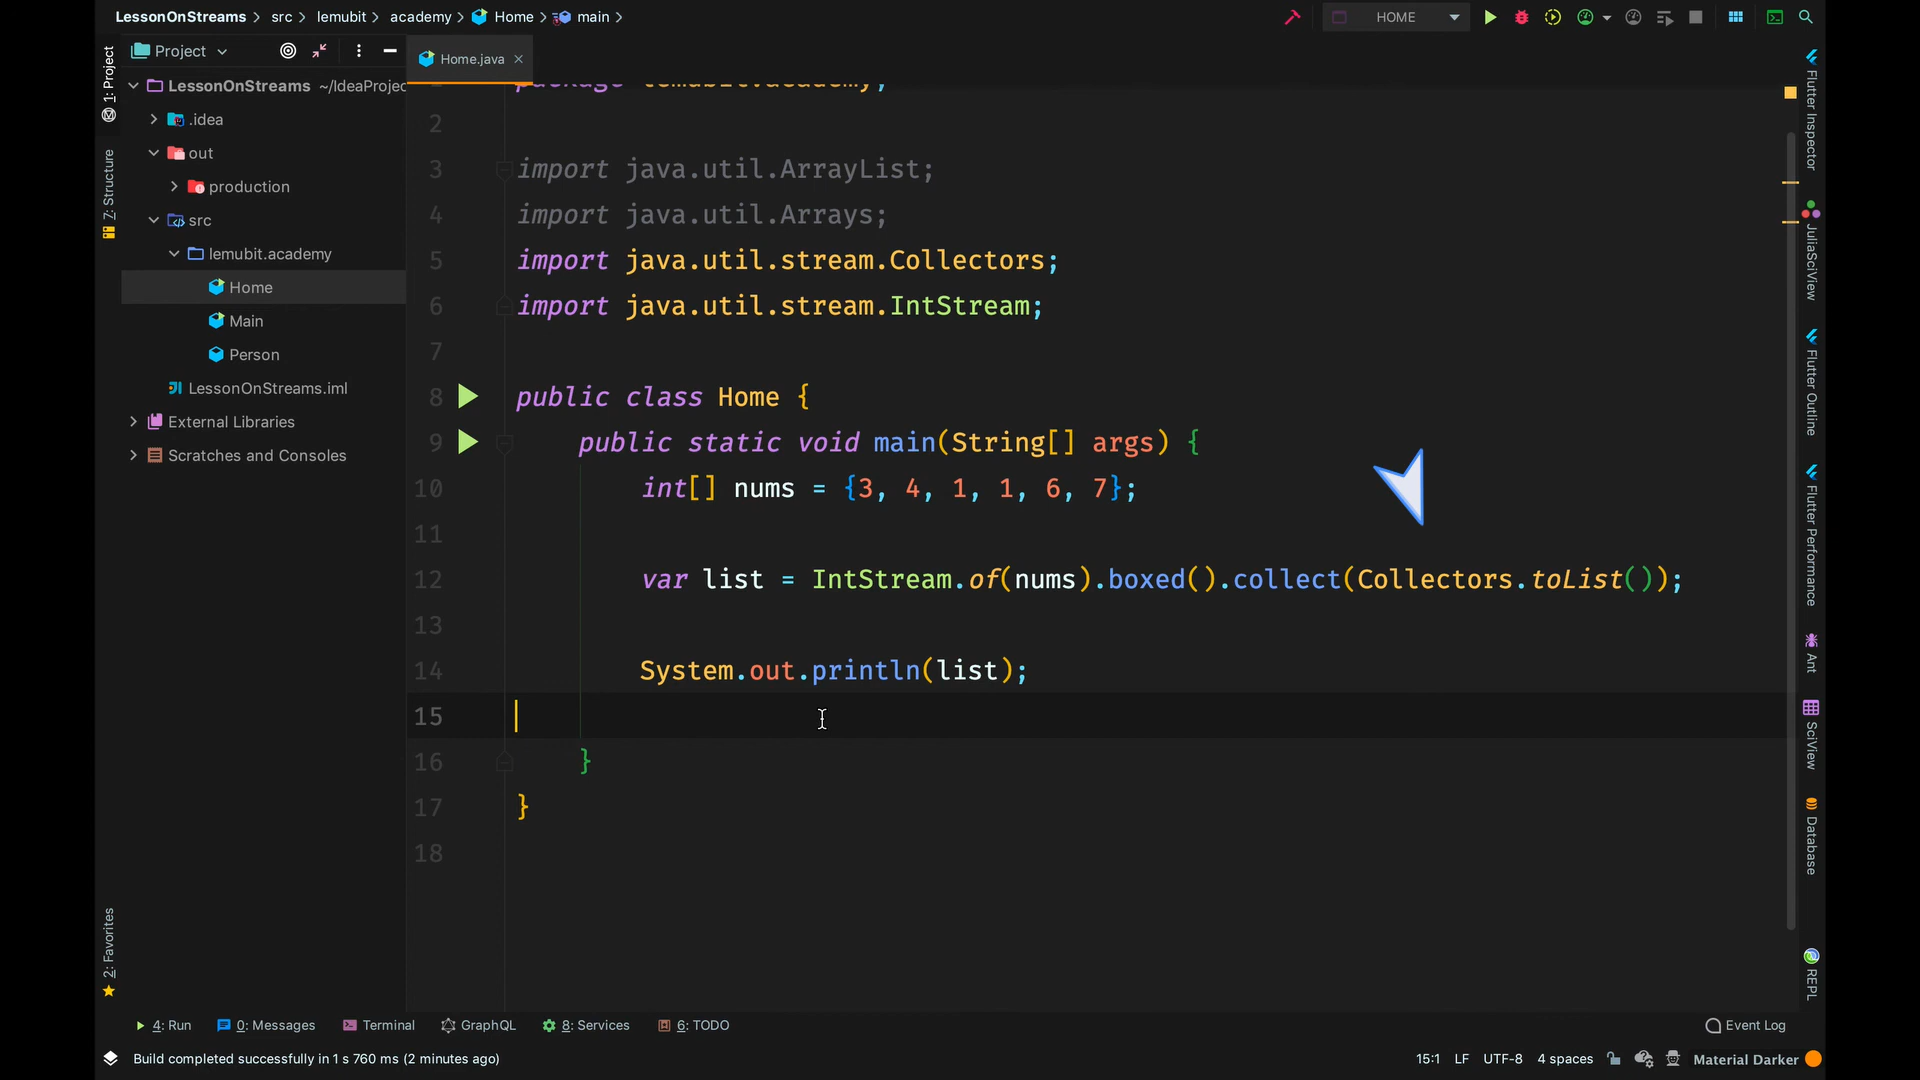 LessonOnStreams > src > lemubit > academy > Home > main >
HOME
Project
Home.java
1: Project
7: Structure
2: Favorites
LessonOnStreams ~/IdeaProjec
.idea
out
production
src
lemubit.academy
Home
Main
Person
LessonOnStreams.iml
External Libraries
Scratches and Consoles
package lemubit.academy;
2
3 import java.util.ArrayList;
4 import java.util.Arrays;
5 import java.util.stream.Collectors;
6 import java.util.stream.IntStream;
7
8 public class Home {
9 public static void main(String[] args) {
10 int[] nums = {3, 4, 1, 1, 6, 7};
11
12 var list = IntStream.of(nums).boxed().collect(Collectors.toList());
13
14 System.out.println(list);
15
16 }
17 }
18
Flutter Inspector
JuliaSciView
Flutter Outline
Flutter Performance
Ant
SciView
Database
REPL
4: Run 0: Messages Terminal GraphQL 8: Services 6: TODO Event Log
Build completed successfully in 1 s 760 ms (2 minutes ago) 15:1 LF UTF-8 4 spaces Material Darker